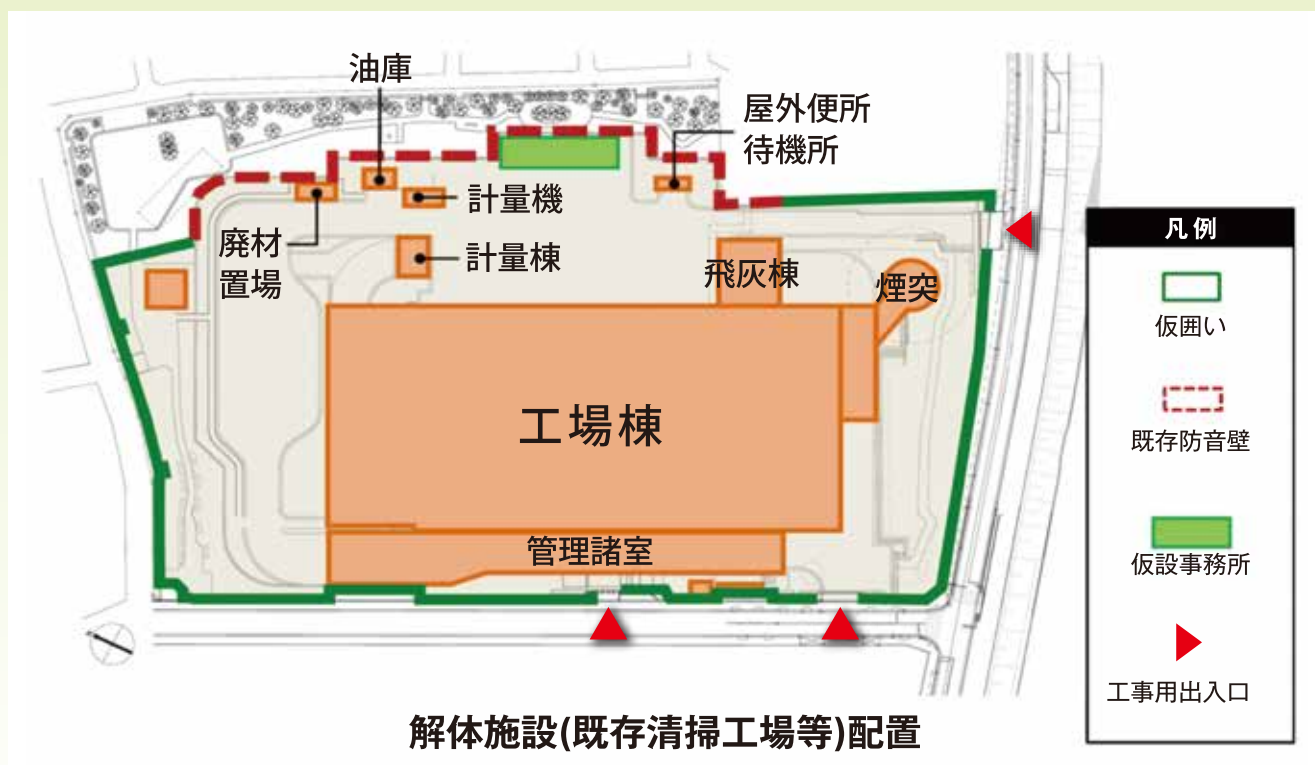 油庫
屋外便所
待機所
計量機
廃材
置場
計量棟
飛灰棟
煙突
工場棟
管理諸室
凡例
仮囲い
既存防音壁
仮設事務所
工事用出入口
解体施設(既存清掃工場等)配置